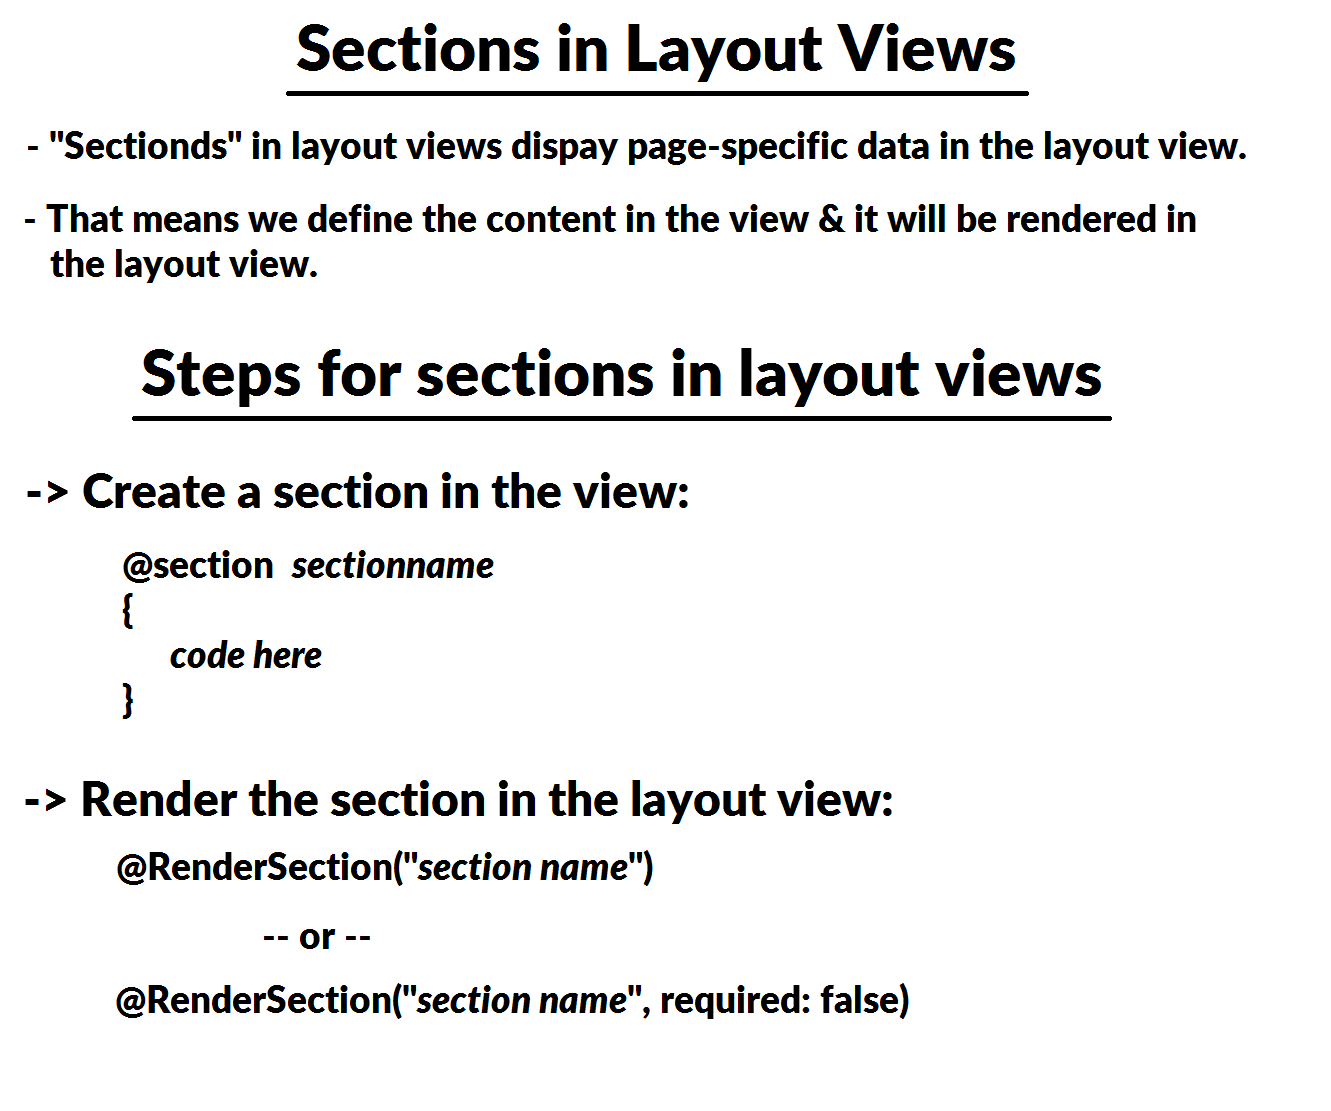 Sections in Layout Views
- "Sectionds" in layout views dispay page-specific data in the layout view.
- That means we define the content in the view & it will be rendered in
the layout view.
Steps for sections in layout views
-> Create a section in the view:
@section sectionname
{
code here
}
-> Render the section in the layout view:
@RenderSection("section name")
-- or --
@RenderSection("section name", required: false)